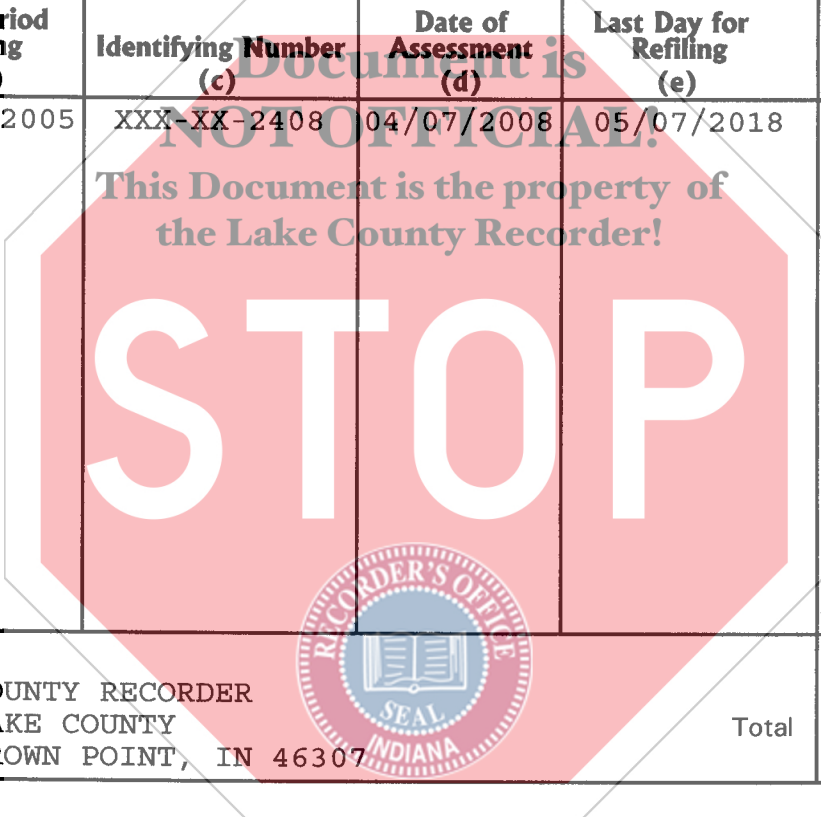 riod
ng
)
Identifying Number
(c)
Date of
Assessment
(d)
Last Day for
Refiling
(e)
Document is
NOT OFFICIAL!
This Document is the property of
the Lake County Recorder!
2005 XXX-XX-2408 04/07/2008 05/07/2018
STOP
RECORDER'S OFFICE
SEAL
INDIANA
OUNTY RECORDER
AKE COUNTY
ROWN POINT, IN 46307
Total